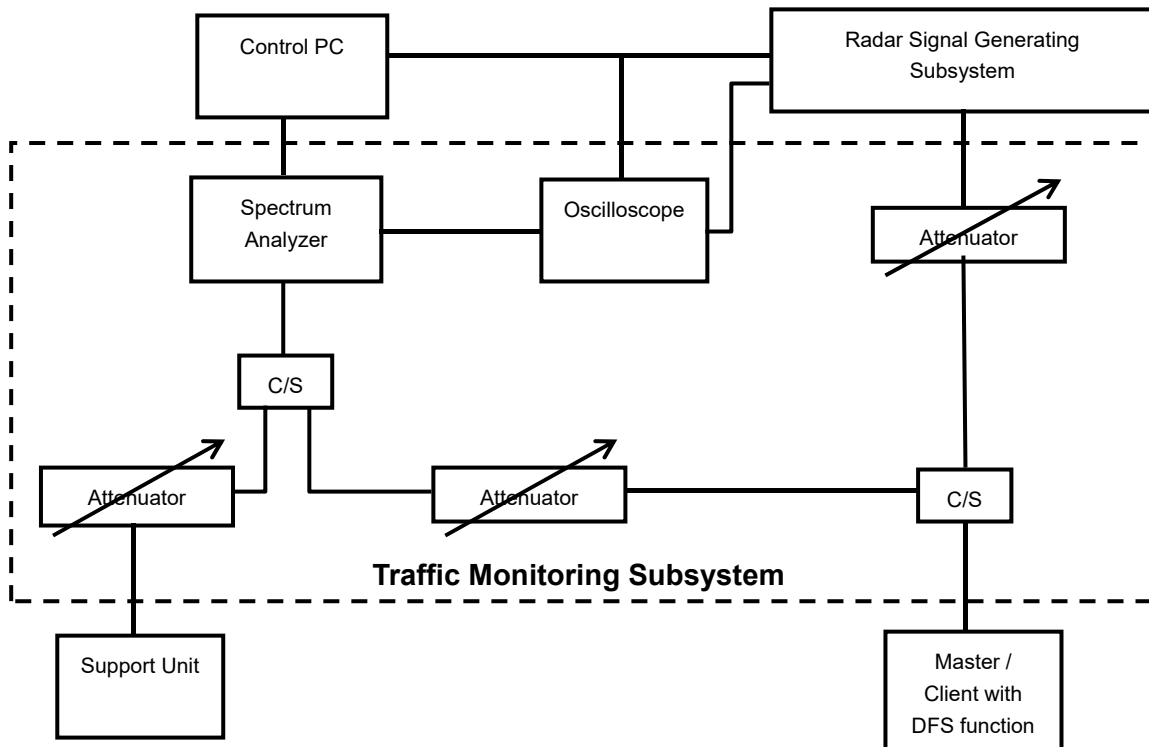 Control PC
Radar Signal Generating
Subsystem
Spectrum
Analyzer
Oscilloscope
Attenuator
C/S
Attenuator
Attenuator
C/S
Traffic Monitoring Subsystem
Support Unit
Master /
Client with
DFS function